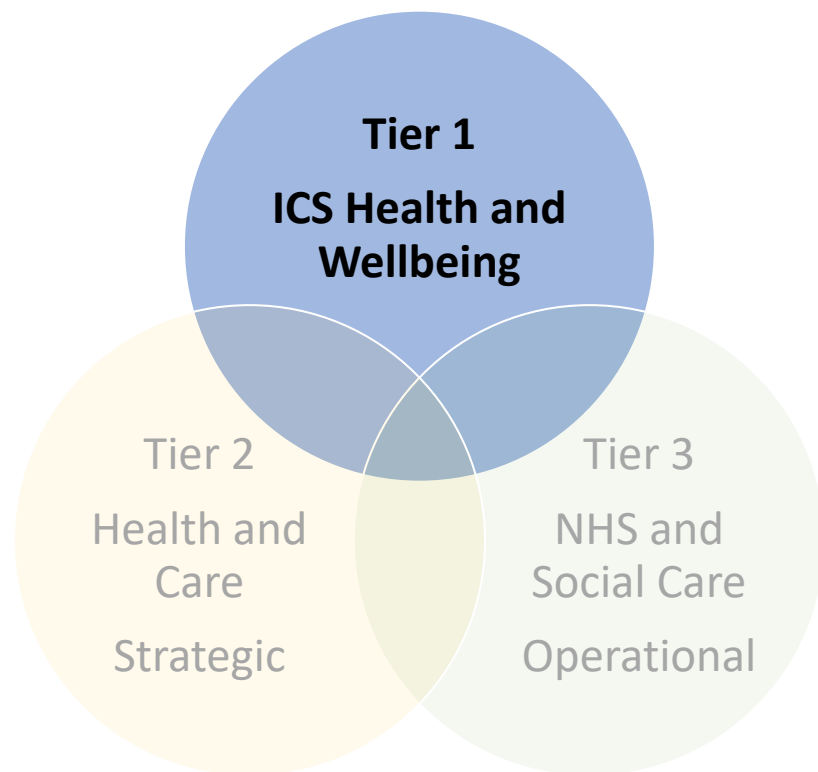 Tier 1
ICS Health and
Wellbeing
Tier 2
Health and
Care
Strategic
Tier 3
NHS and
Social Care
Operational